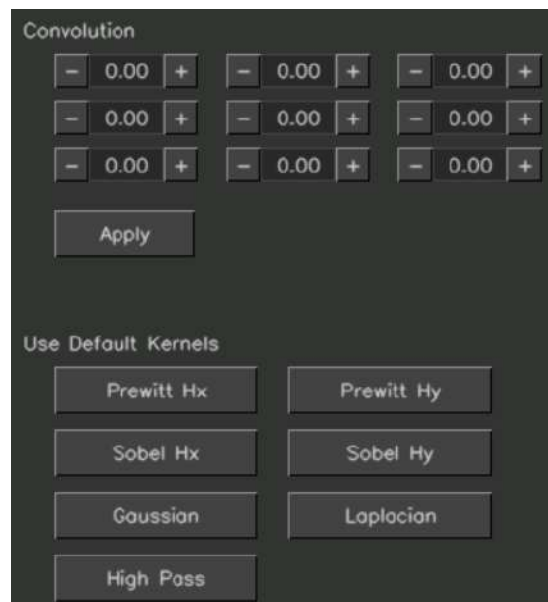 Convolution
- 0.00 + - 0.00 + - 0.00 +
- 0.00 + - 0.00 + - 0.00 +
- 0.00 + - 0.00 + - 0.00 +
Apply
Use Default Kernels
Prewitt Hx Prewitt Hy
Sobel Hx Sobel Hy
Gaussian Laplacian
High Pass